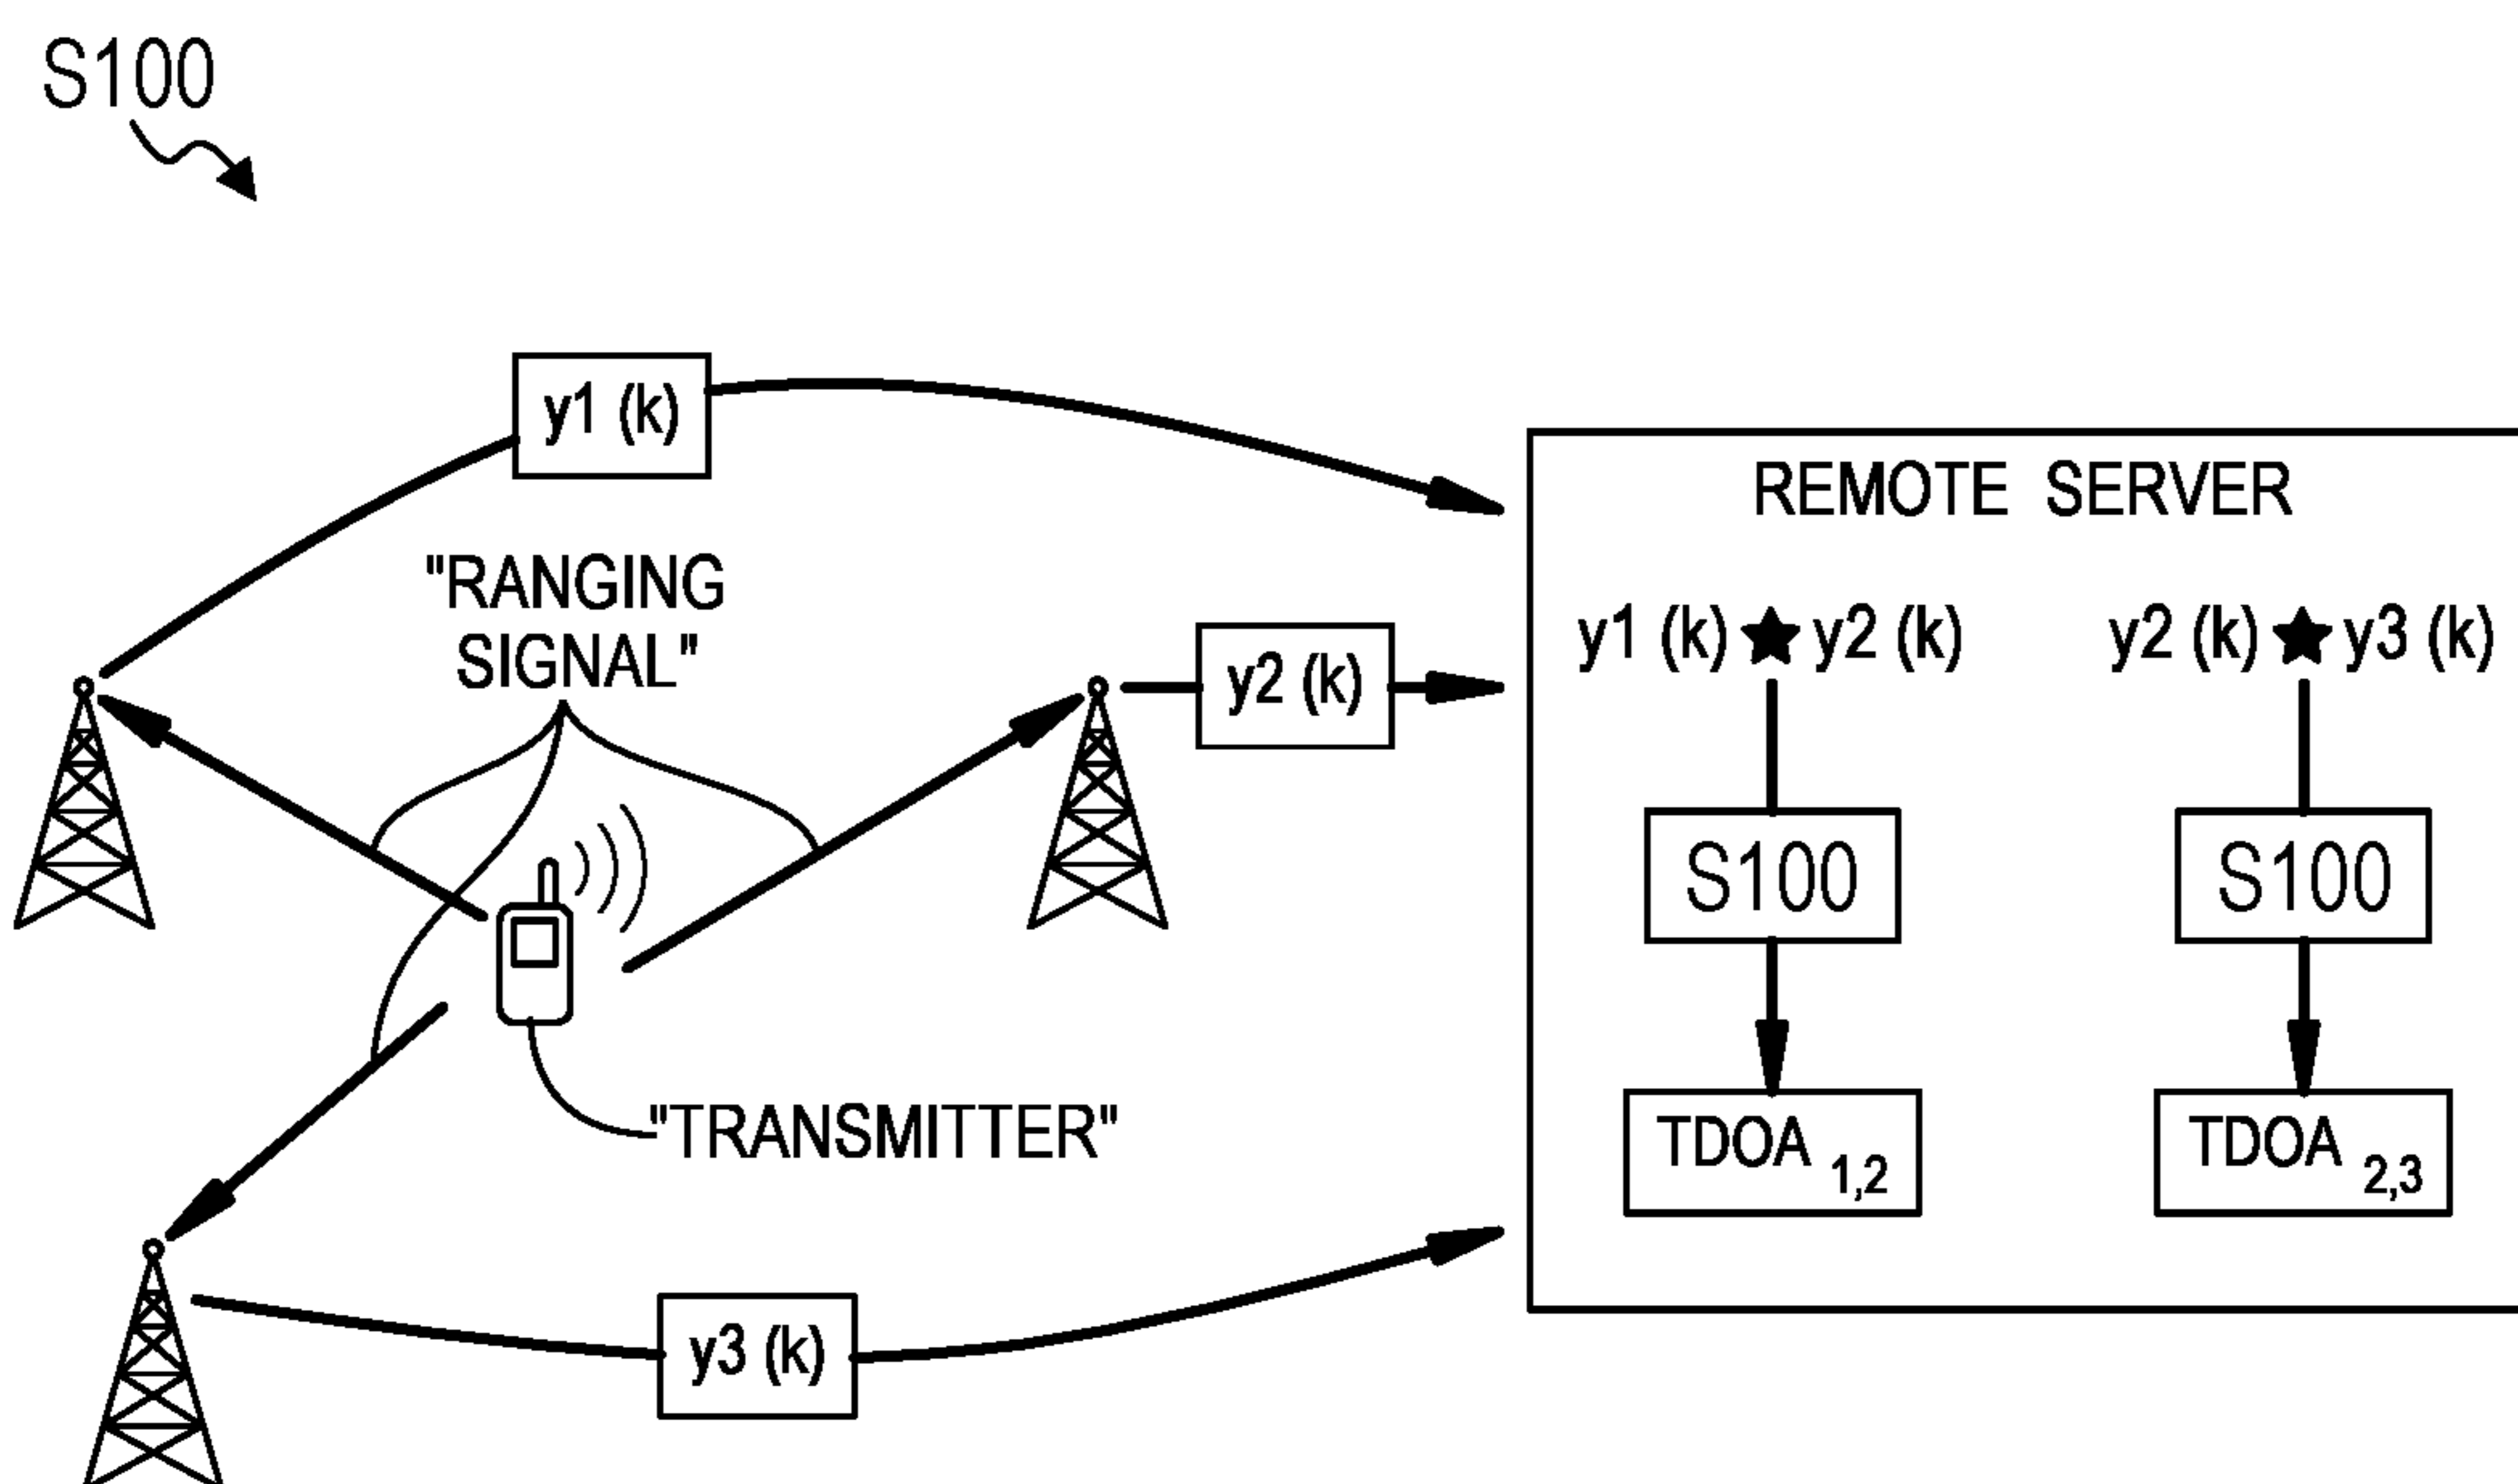 S100
y1 (k)
"RANGING
SIGNAL"
y2 (k)
"TRANSMITTER"
y3 (k)
REMOTE SERVER
y1 (k) ★ y2 (k)
y2 (k) ★ y3 (k)
S100
S100
TDOA 1,2
TDOA 2,3